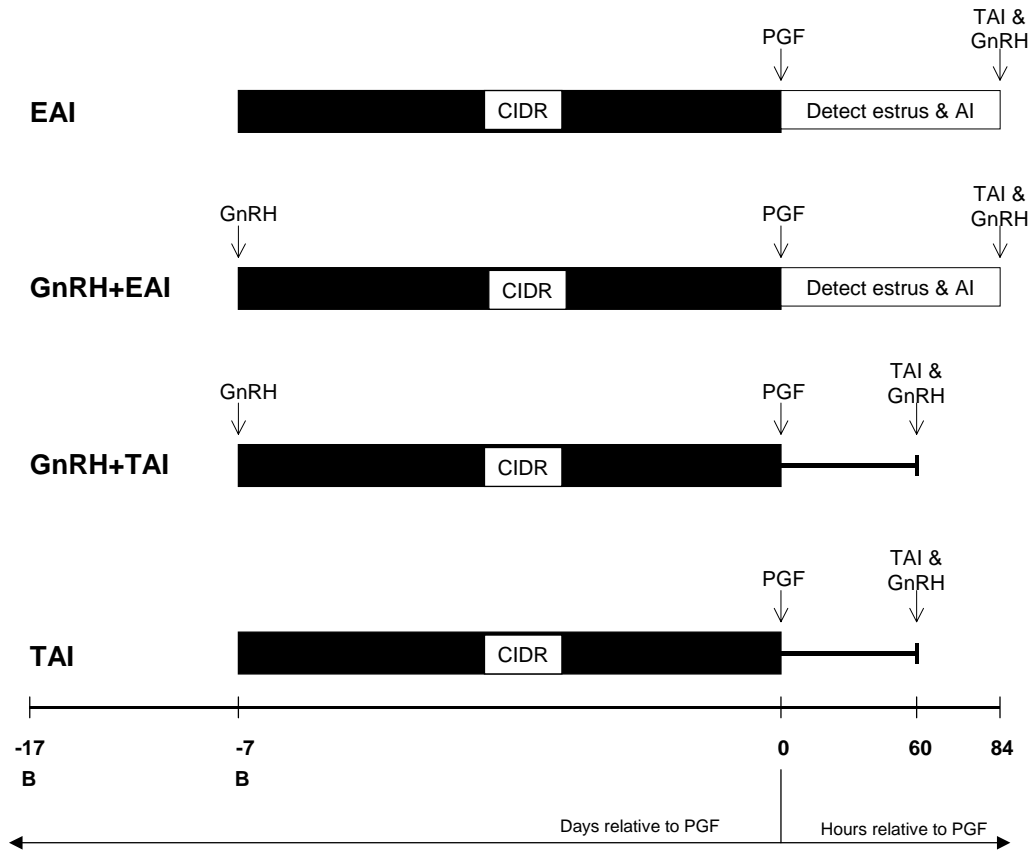 PGF
TAI &
GnRH
EAI
CIDR
Detect estrus & AI
GnRH
PGF
TAI &
GnRH
GnRH+EAI
CIDR
Detect estrus & AI
GnRH
PGF
TAI &
GnRH
GnRH+TAI
CIDR
PGF
TAI &
GnRH
TAI
CIDR
-17 -7 0 60 84
B B
Days relative to PGF Hours relative to PGF